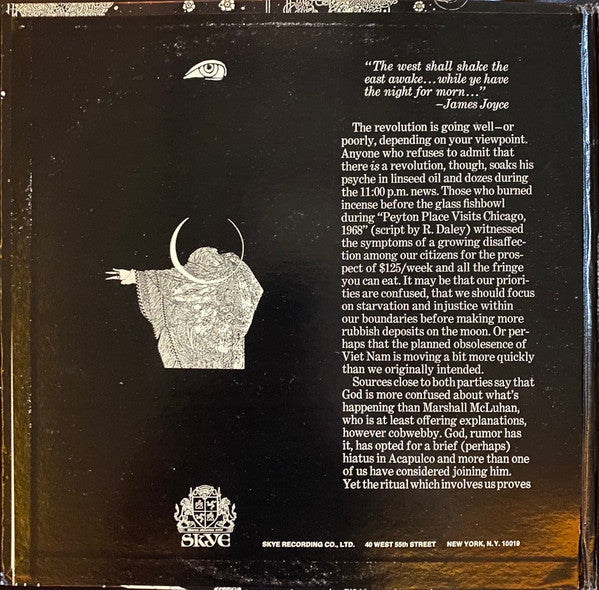 “The west shall shake the
east awake...while ye have
the night for morn...”
–James Joyce
The revolution is going well–or
poorly, depending on your viewpoint.
Anyone who refuses to admit that
there is a revolution, though, soaks his
psyche in linseed oil and dozes during
the 11:00 p.m. news. Those who burned
incense before the glass fishbowl
during “Peyton Place Visits Chicago,
1968” (script by R. Daley) witnessed
the symptoms of a growing disaffec-
tion among our citizens for the pros-
pect of $125/week and all the fringe
you can eat. It may be that our priori-
ties are confused, that we should focus
on starvation and injustice within
our boundaries before making more
rubbish deposits on the moon. Or per-
haps that the planned obsolescence of
Viet Nam is moving a bit more quickly
than we originally intended.
Sources close to both parties say that
God is more confused about what’s
happening than Marshall McLuhan,
who is at least offering explanations,
however cobwebby. God, rumor has
it, has opted for a brief (perhaps)
hiatus in Acapulco and more than one
of us have considered joining him.
Yet the ritual which involves us proves
SKYE
SKYE RECORDING CO., LTD. 40 WEST 55th STREET NEW YORK, N.Y. 10019